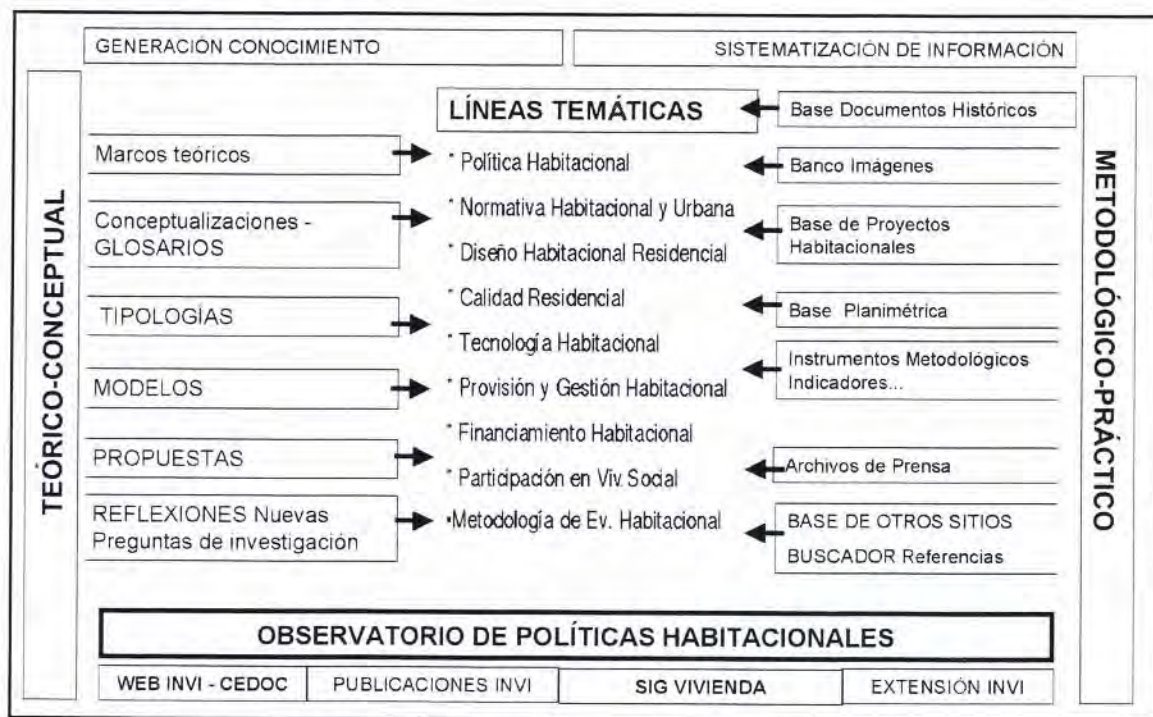 GENERACIÓN CONOCIMIENTO
SISTEMATIZACIÓN DE INFORMACIÓN
TEÓRICO-CONCEPTUAL
Marcos teóricos
Conceptualizaciones -
GLOSARIOS
TIPOLOGÍAS
MODELOS
PROPUESTAS
REFLEXIONES Nuevas
Preguntas de investigación
LÍNEAS TEMÁTICAS
* Política Habitacional
* Normativa Habitacional y Urbana
* Diseño Habitacional Residencial
* Calidad Residencial
* Tecnología Habitacional
* Provisión y Gestión Habitacional
* Financiamiento Habitacional
* Participación en Viv. Social
▪Metodología de Ev. Habitacional
Base Documentos Históricos
Banco Imágenes
Base de Proyectos
Habitacionales
Base Planimétrica
Instrumentos Metodológicos
Indicadores...
Archivos de Prensa
BASE DE OTROS SITIOS
BUSCADOR Referencias
METODOLÓGICO-PRÁCTICO
OBSERVATORIO DE POLÍTICAS HABITACIONALES
WEB INVI - CEDOC
PUBLICACIONES INVI
SIG VIVIENDA
EXTENSIÓN INVI